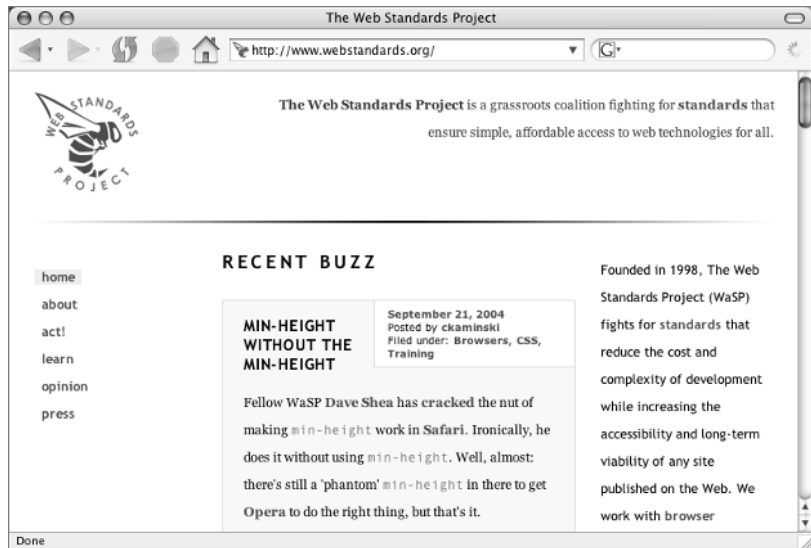 The Web Standards Project
http://www.webstandards.org/
G
WEB STANDARDS
PROJECT
The Web Standards Project is a grassroots coalition fighting for standards that
ensure simple, affordable access to web technologies for all.
home
about
act!
learn
opinion
press
RECENT BUZZ
MIN-HEIGHT
WITHOUT THE
MIN-HEIGHT
September 21, 2004
Posted by ckaminski
Filed under: Browsers, CSS,
Training
Fellow WaSP Dave Shea has cracked the nut of
making min-height work in Safari. Ironically, he
does it without using min-height. Well, almost:
there's still a 'phantom' min-height in there to get
Opera to do the right thing, but that's it.
Founded in 1998, The Web
Standards Project (WaSP)
fights for standards that
reduce the cost and
complexity of development
while increasing the
accessibility and long-term
viability of any site
published on the Web. We
work with browser
Done